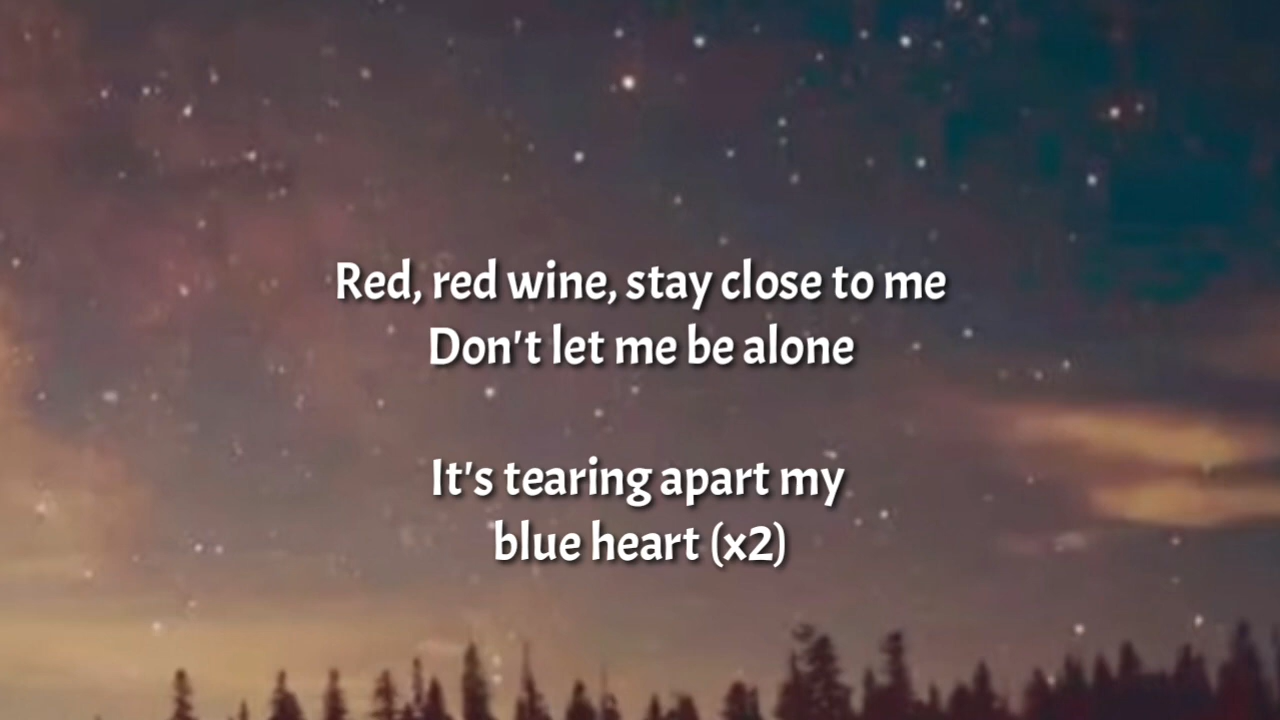 Red, red wine, stay close to me
Don't let me be alone
It's tearing apart my
blue heart (x2)